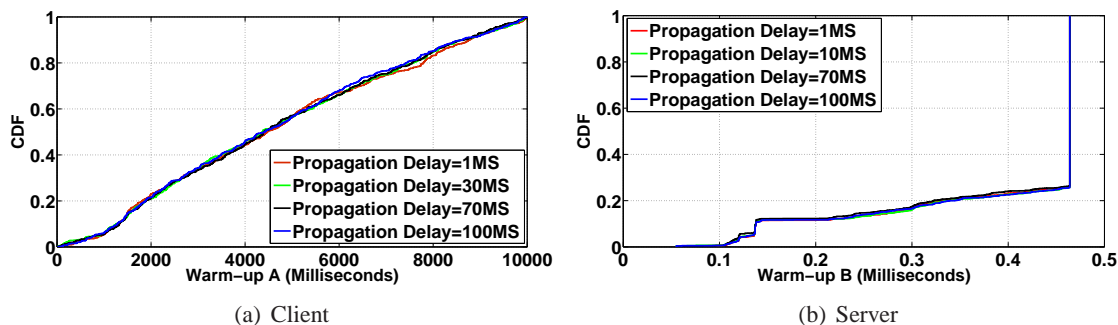 1
0.8
0.6
0.4
0.2
0
CDF
0 2000 4000 6000 8000 10000
Warm-up A (Milliseconds)
Propagation Delay=1MS
Propagation Delay=30MS
Propagation Delay=70MS
Propagation Delay=100MS
(a) Client
1
0.8
0.6
0.4
0.2
0
CDF
0 0.1 0.2 0.3 0.4 0.5
Warm-up B (Milliseconds)
Propagation Delay=1MS
Propagation Delay=10MS
Propagation Delay=70MS
Propagation Delay=100MS
(b) Server